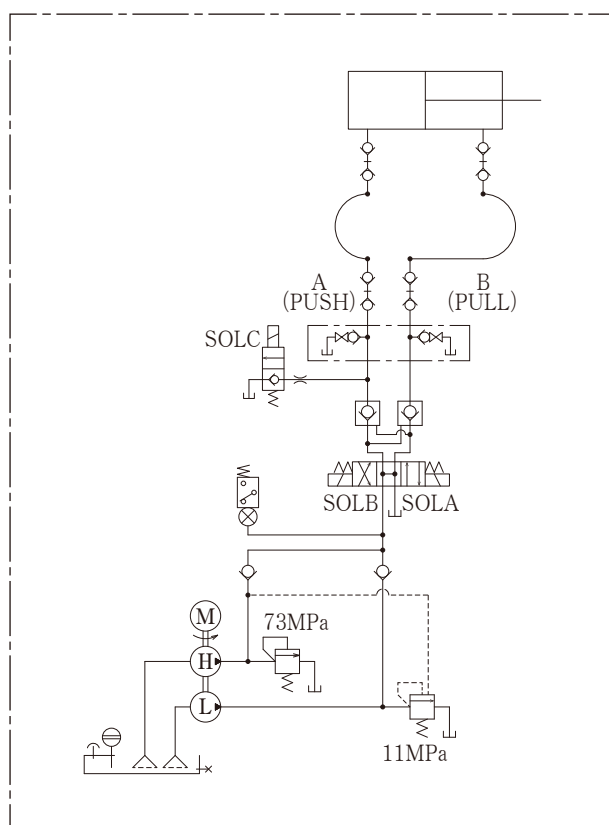 A
(PUSH)
B
(PULL)
SOLC
SOLB
SOLA
M
73MPa
H
L
11MPa